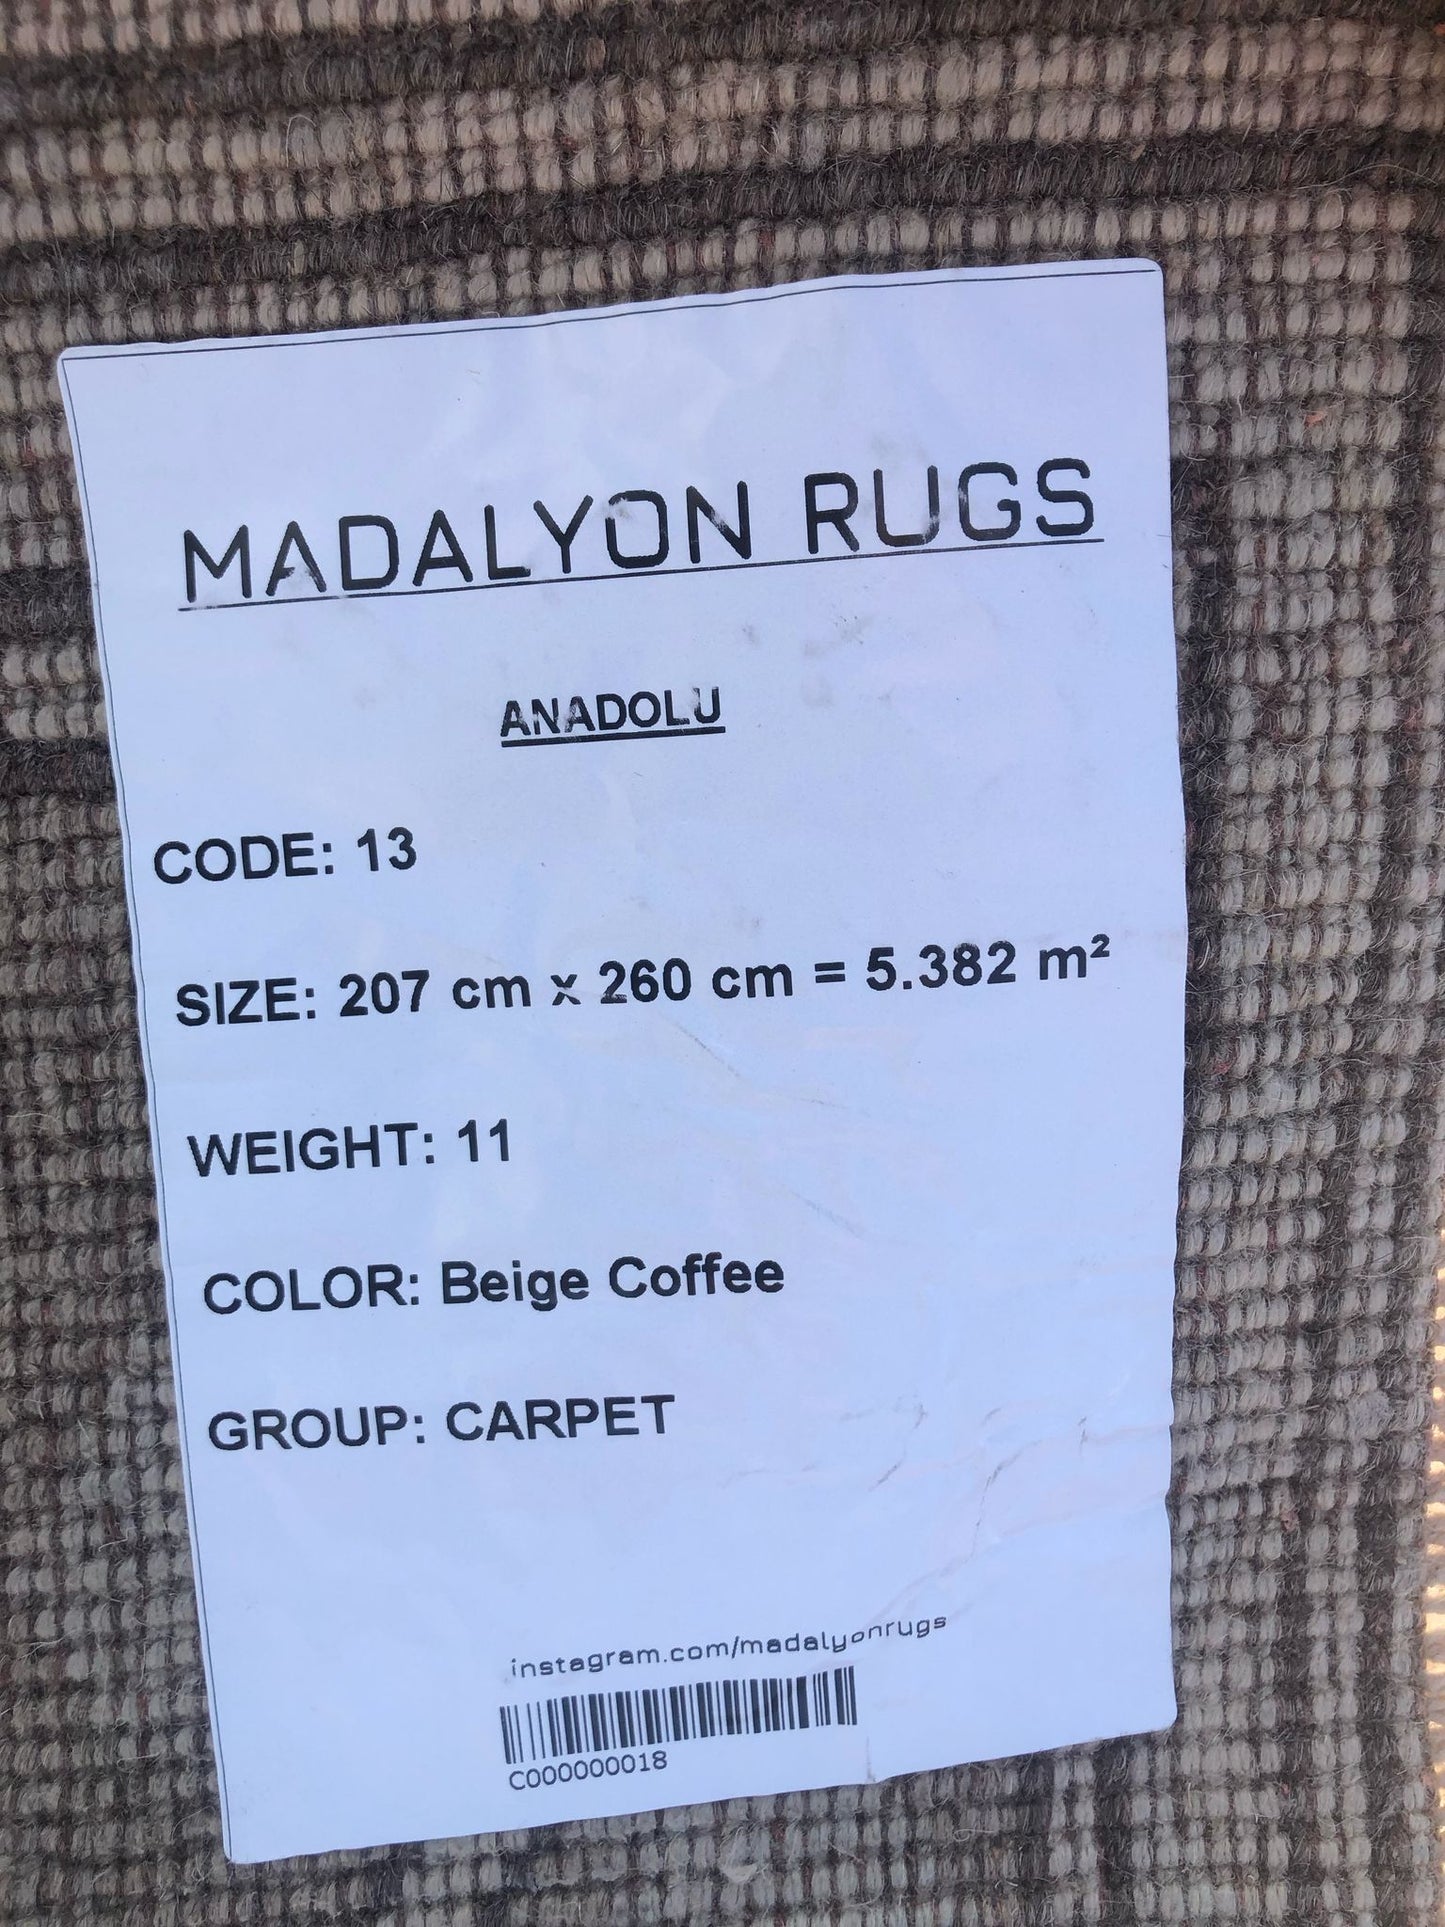 MADALYON RUGS
ANADOLU
CODE: 13
SIZE: 207 cm x 260 cm = 5.382 m²
WEIGHT: 11
COLOR: Beige Coffee
GROUP: CARPET
instagram.com/madalyonrugs
C000000018